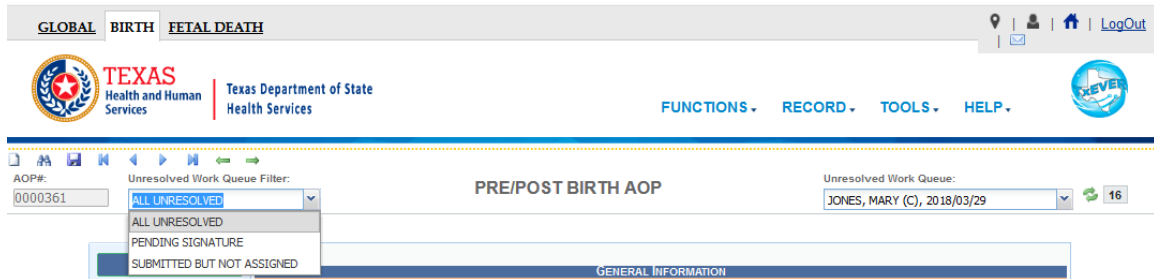 GLOBAL BIRTH FETAL DEATH | | | LogOut
|
TEXAS
Health and Human
Services
Texas Department of State
Health Services
FUNCTIONS RECORD TOOLS HELP
TxEVER
AOP#: Unresolved Work Queue Filter: Unresolved Work Queue:
0000361 ALL UNRESOLVED PRE/POST BIRTH AOP JONES, MARY (C), 2018/03/29 16
ALL UNRESOLVED
PENDING SIGNATURE
SUBMITTED BUT NOT ASSIGNED
GENERAL INFORMATION